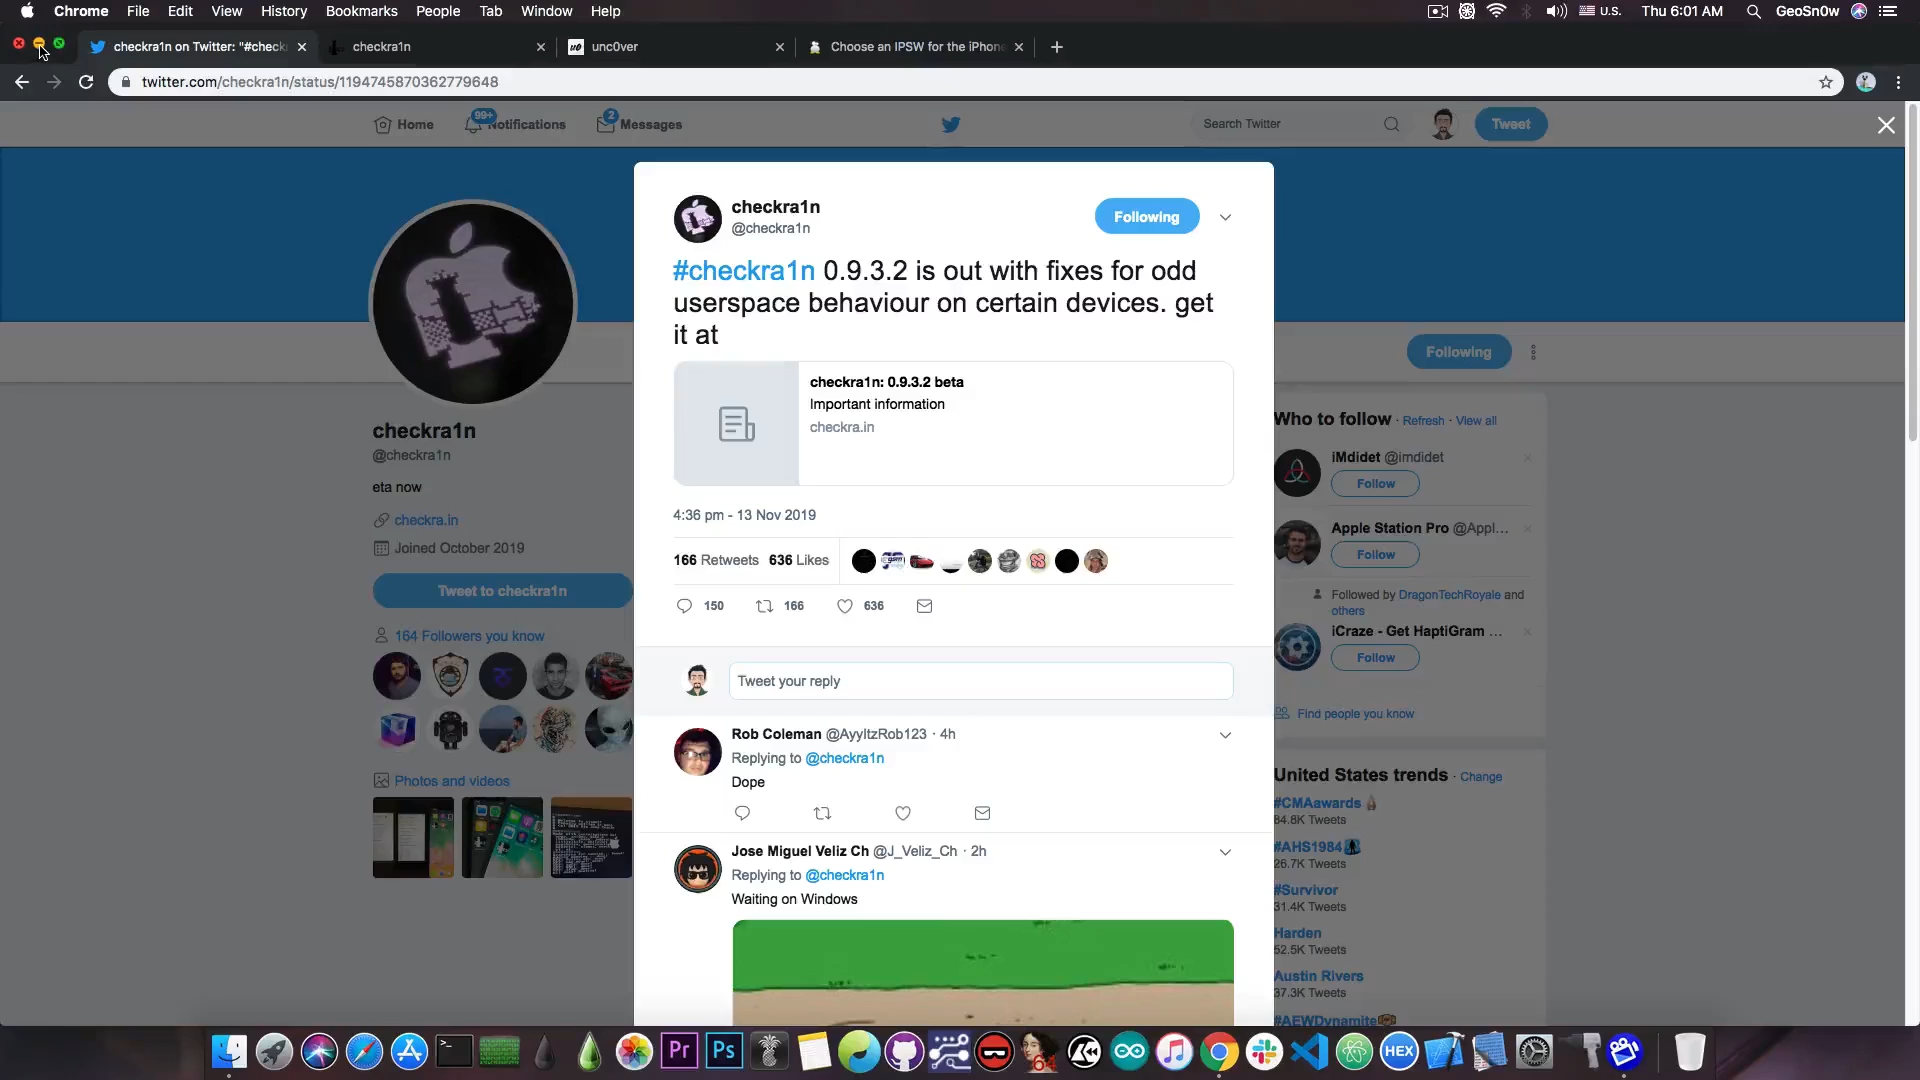 Chrome File Edit View History Bookmarks People Tab Window Help
U.S. Thu 6:01 AM GeoSn0w
checkra1n on Twitter: "#check
checkra1n
unc0ver
Choose an IPSW for the iPhone
twitter.com/checkra1n/status/1194745870362779648
Home
99+
Notifications
2
Messages
Search Twitter
Tweet
checkra1n
@checkra1n
Following
#checkra1n 0.9.3.2 is out with fixes for odd
userspace behaviour on certain devices. get
it at
checkra1n: 0.9.3.2 beta
Important information
checkra.in
4:36 pm - 13 Nov 2019
166 Retweets 636 Likes
150 166 636
Tweet your reply
Rob Coleman @AyyItzRob123 · 4h
Replying to @checkra1n
Dope
Jose Miguel Veliz Ch @J_Veliz_Ch · 2h
Replying to @checkra1n
Waiting on Windows
checkra1n
@checkra1n
eta now
checkra.in
Joined October 2019
Tweet to checkra1n
164 Followers you know
Photos and videos
Following
Who to follow · Refresh · View all
iMdidet @imdidet
Follow
Apple Station Pro @Appl...
Follow
Followed by DragonTechRoyale and
others
iCraze - Get HaptiGram ...
Follow
Find people you know
United States trends · Change
#CMAawards
84.8K Tweets
#AHS1984
26.7K Tweets
#Survivor
31.4K Tweets
Harden
52.5K Tweets
Austin Rivers
37.3K Tweets
#AEWDynamite
Pr
Ps
64
HEX